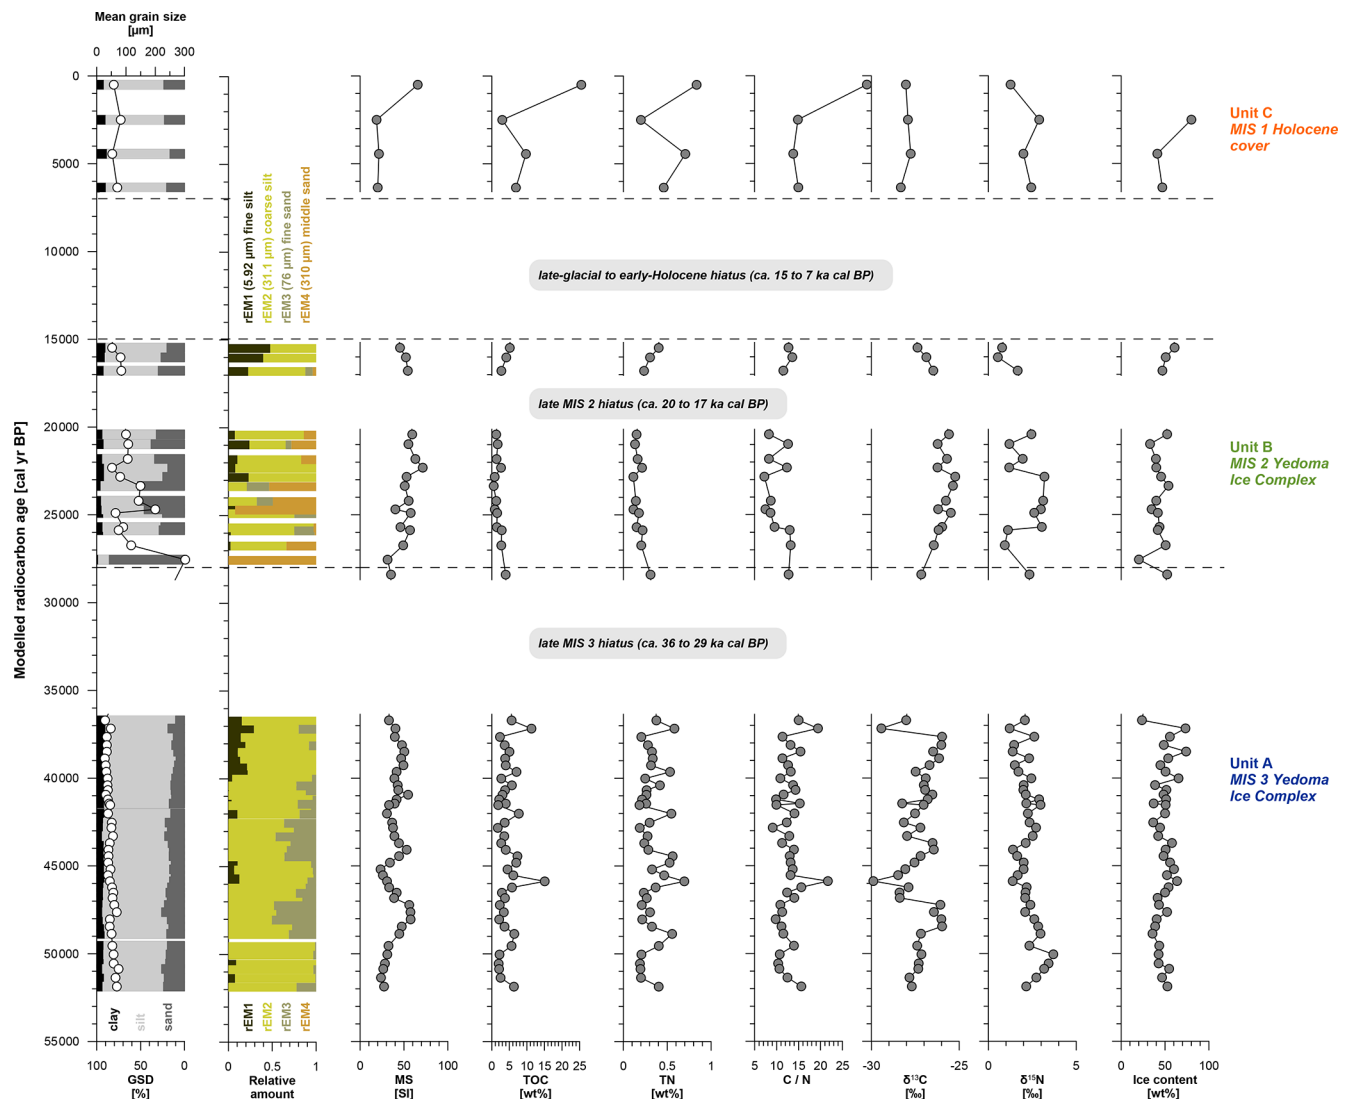 Mean grain size
[µm]
0 100 200 300
Modelled radiocarbon age [cal yr BP]
0
5000
10000
15000
20000
25000
30000
35000
40000
45000
50000
55000
rEM1 (5.92 µm) fine silt
rEM2 (31.1 µm) coarse silt
rEM3 (76 µm) fine sand
rEM4 (310 µm) middle sand
Unit C
MIS 1 Holocene
cover
late-glacial to early-Holocene hiatus (ca. 15 to 7 ka cal BP)
late MIS 2 hiatus (ca. 20 to 17 ka cal BP)
Unit B
MIS 2 Yedoma
Ice Complex
late MIS 3 hiatus (ca. 36 to 29 ka cal BP)
Unit A
MIS 3 Yedoma
Ice Complex
clay
silt
sand
rEM1
rEM2
rEM3
rEM4
100 50 0
GSD
[%]
0 0.5 1
Relative
amount
0 50 100
MS
[SI]
0 5 10 15 20 25
TOC
[wt%]
0 1
TN
[wt%]
5 10 15 20 25
C / N
-30 -25
δ¹³C
[‰]
0 5
δ¹⁵N
[‰]
0 50 100
Ice content
[wt%]